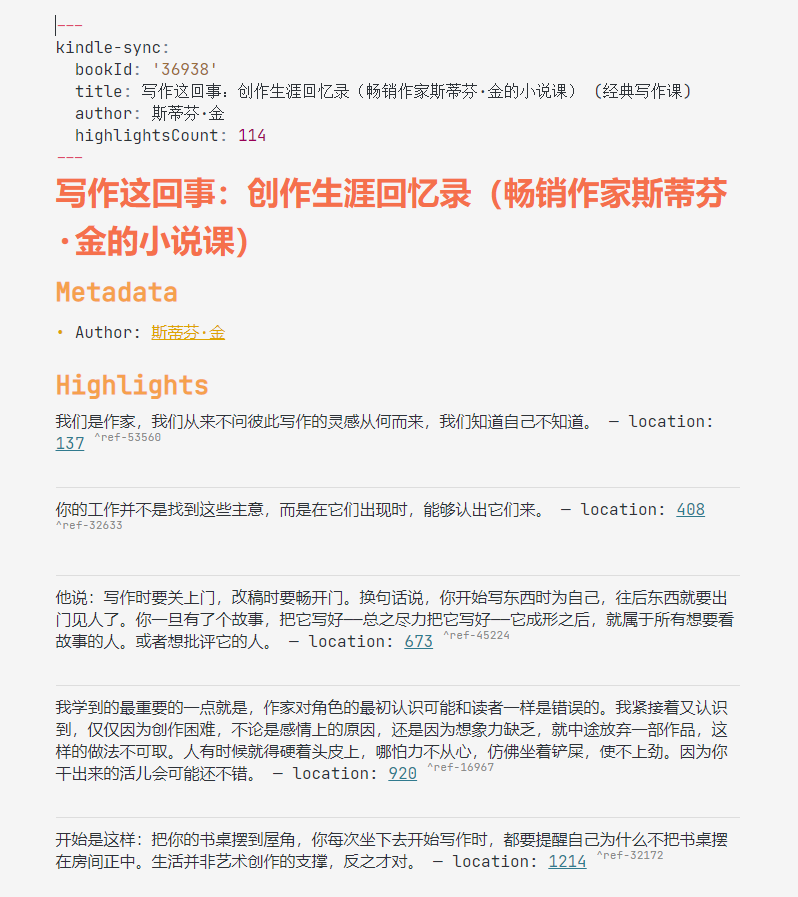 ---
kindle-sync:
bookId: '36938'
title: 写作这回事：创作生涯回忆录（畅销作家斯蒂芬·金的小说课）（经典写作课）
author: 斯蒂芬·金
highlightsCount: 114
---
写作这回事：创作生涯回忆录（畅销作家斯蒂芬
·金的小说课）
Metadata
• Author: 斯蒂芬·金
Highlights
我们是作家，我们从来不问彼此写作的灵感从何而来，我们知道自己不知道。 — location:
137 ^ref-53560
你的工作并不是找到这些主意，而是在它们出现时，能够认出它们来。 — location: 408
^ref-32633
他说：写作时要关上门，改稿时要畅开门。换句话说，你开始写东西时为自己，往后东西就要出
门见人了。你一旦有了个故事，把它写好——总之尽力把它写好——它成形之后，就属于所有想要看
故事的人。或者想批评它的人。 — location: 673 ^ref-45224
我学到的最重要的一点就是，作家对角色的最初认识可能和读者一样是错误的。我紧接着又认识
到，仅仅因为创作困难，不论是感情上的原因，还是因为想象力缺乏，就中途放弃一部作品，这
样的做法不可取。人有时候就得硬着头皮上，哪怕力不从心，仿佛坐着铲屎，使不上劲。因为你
干出来的活儿会可能还不错。 — location: 920 ^ref-16967
开始是这样：把你的书桌摆到屋角，你每次坐下去开始写作时，都要提醒自己为什么不把书桌摆
在房间正中。生活并非艺术创作的支撑，反之才对。 — location: 1214 ^ref-32172